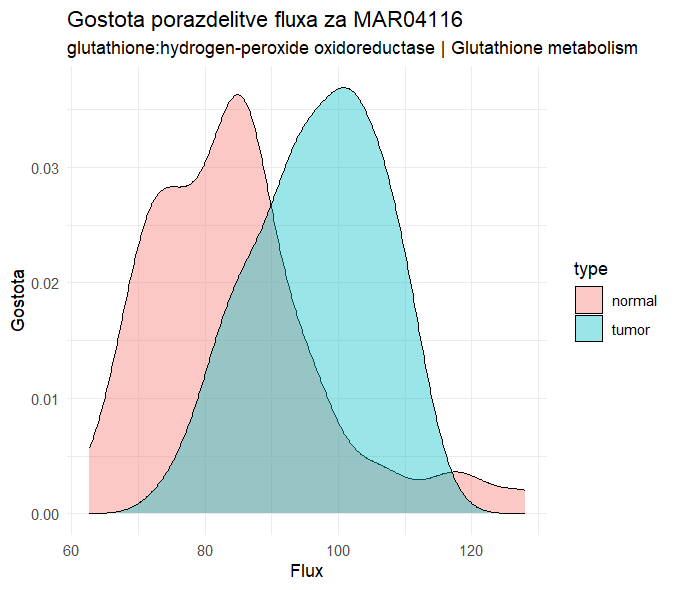 Gostota porazdelitve fluxa za MAR04116
glutathione:hydrogen-peroxide oxidoreductase | Glutathione metabolism
Gostota
0.03
0.02
0.01
0.00
60 80 100 120
Flux
type
normal
tumor